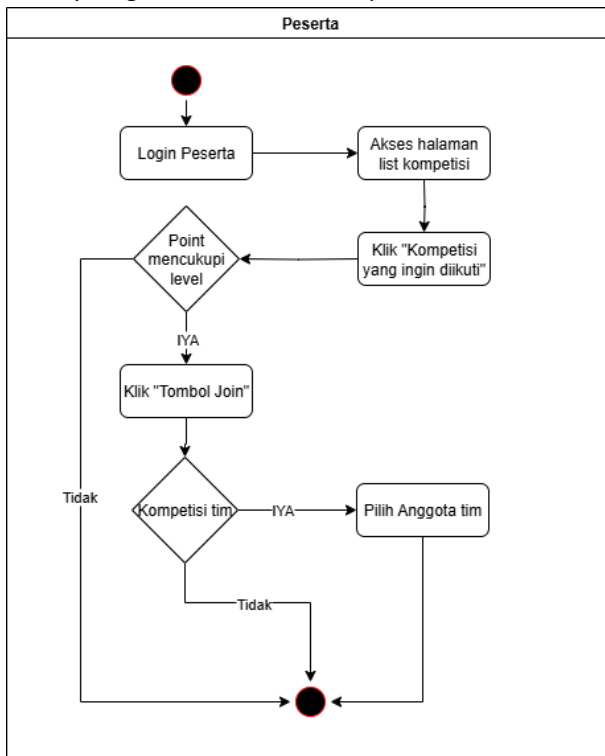 Peserta
Login Peserta
Akses halaman
list kompetisi
Klik "Kompetisi
yang ingin diikuti"
Point
mencukupi
level
IYA
Klik "Tombol Join"
Tidak
Kompetisi tim
IYA
Pilih Anggota tim
Tidak